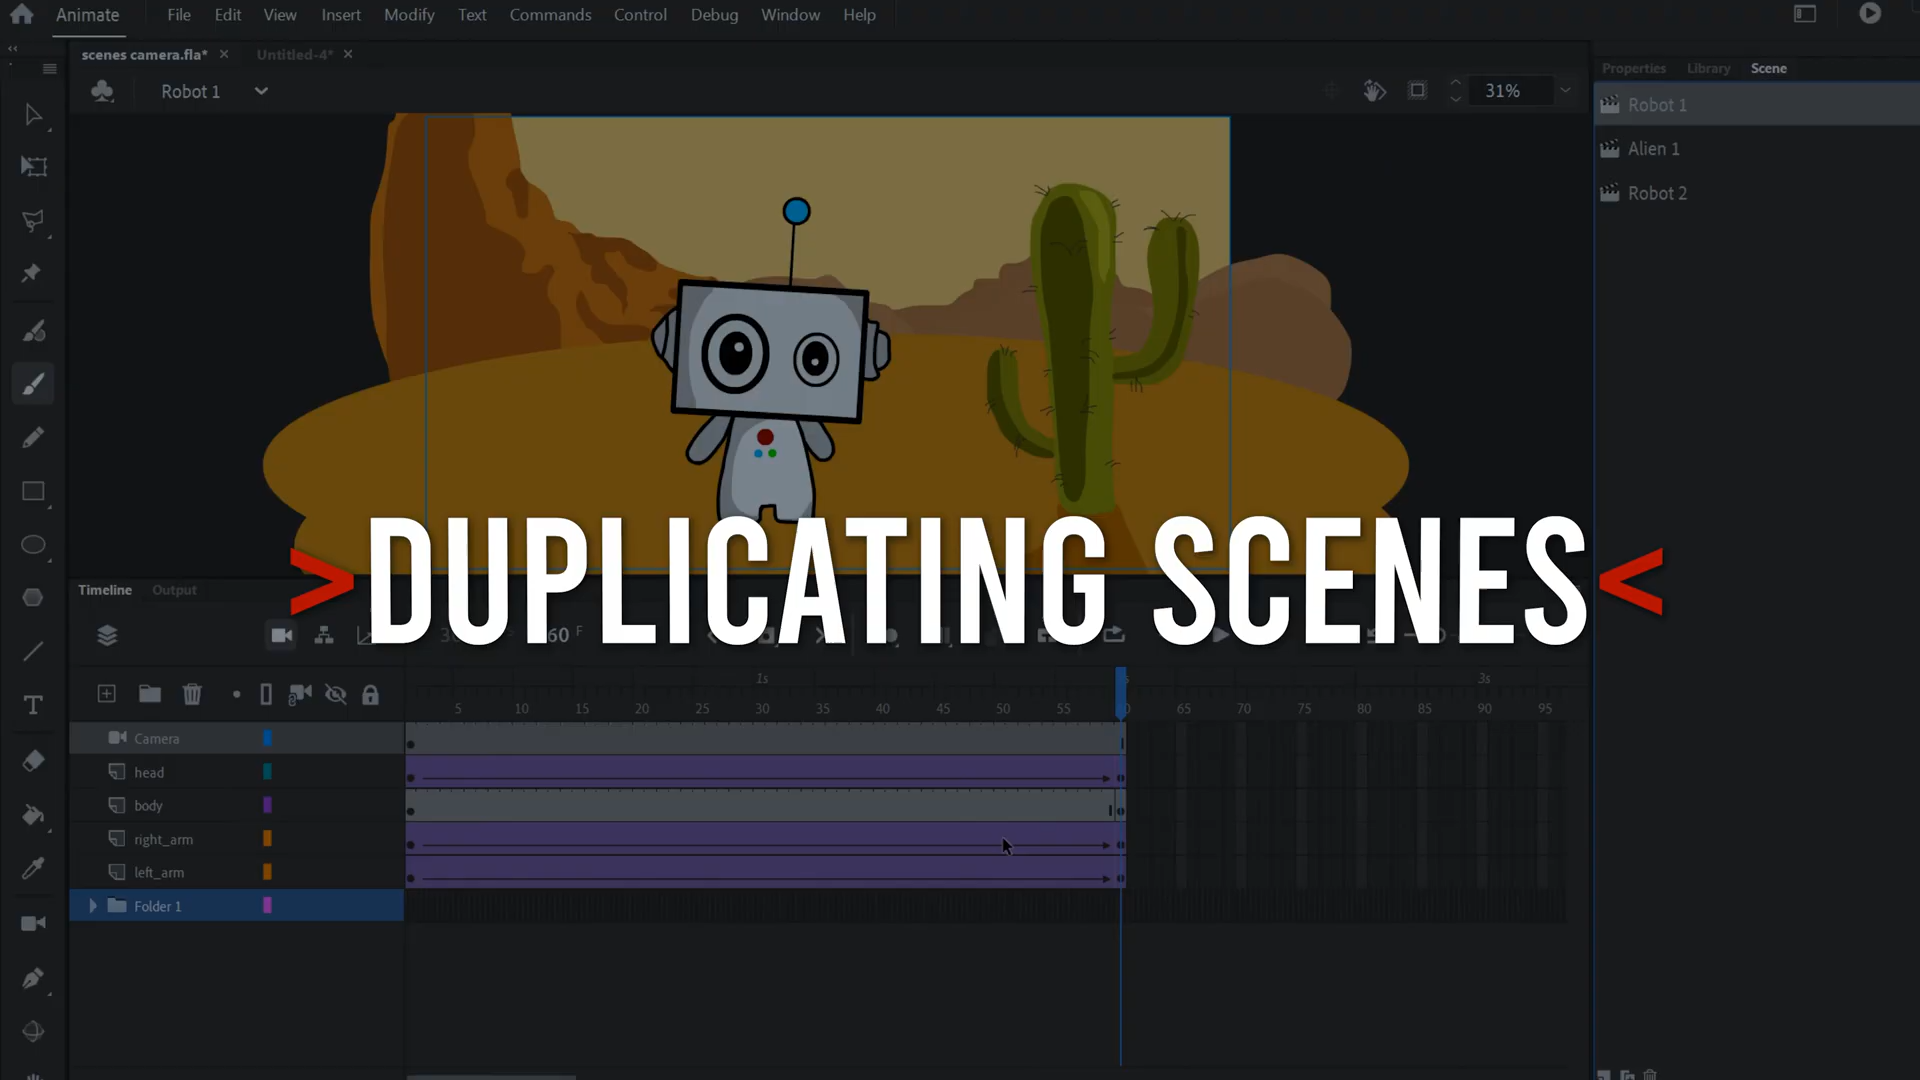 Animate File Edit View Insert Modify Text Commands Control Debug Window Help
scenes camera.fla* Untitled-4*
Robot 1 31%
Properties Library Scene
Robot 1
Alien 1
Robot 2
>DUPLICATING SCENES<
Timeline Output
60 F
1s 3s
5 10 15 20 25 30 35 40 45 50 55 65 70 75 80 85 90 95
Camera
head
body
right_arm
left_arm
Folder 1